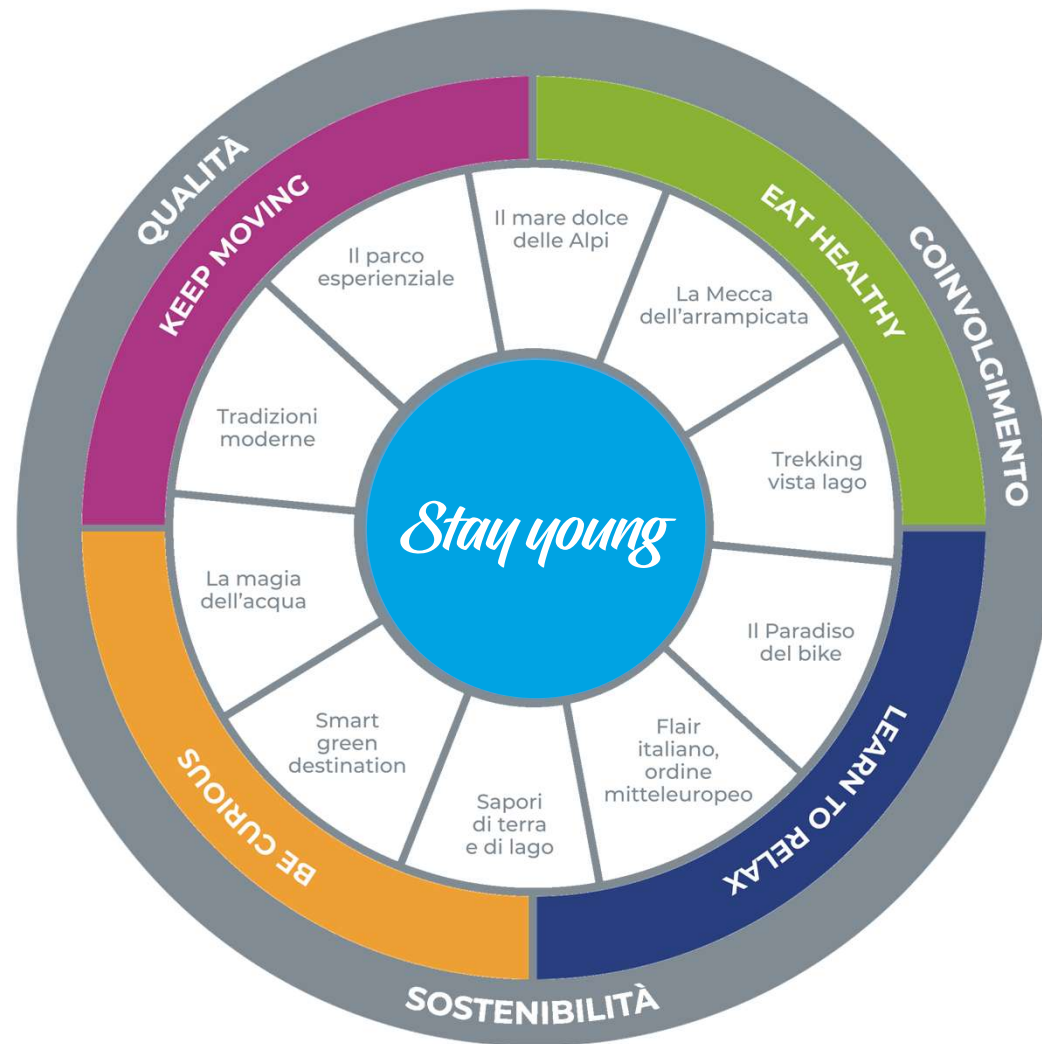 QUALITÀ
COINVOLGIMENTO
SOSTENIBILITÀ
KEEP MOVING
EAT HEALTHY
LEARN TO RELAX
BE CURIOUS
Il mare dolce
delle Alpi
La Mecca
dell’arrampicata
Trekking
vista lago
Il Paradiso
del bike
Flair
italiano,
ordine
mitteleuropeo
Sapori
di terra
e di lago
Smart
green
destination
La magia
dell’acqua
Tradizioni
moderne
Il parco
esperienziale
Stay young